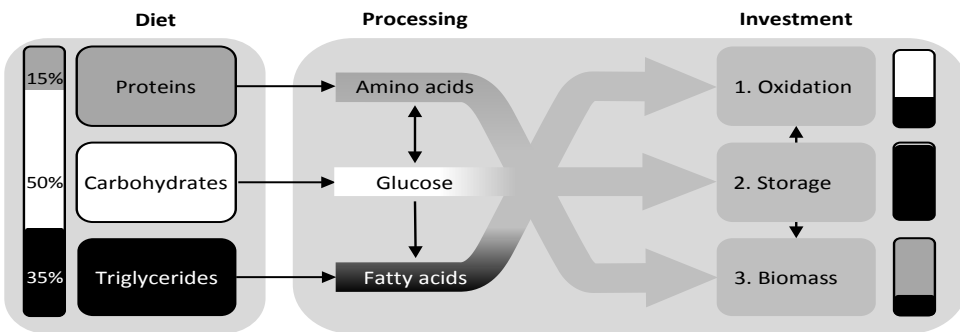 Diet
Processing
Investment
15%
Proteins
Amino acids
1. Oxidation
50%
Carbohydrates
Glucose
2. Storage
35%
Triglycerides
Fatty acids
3. Biomass